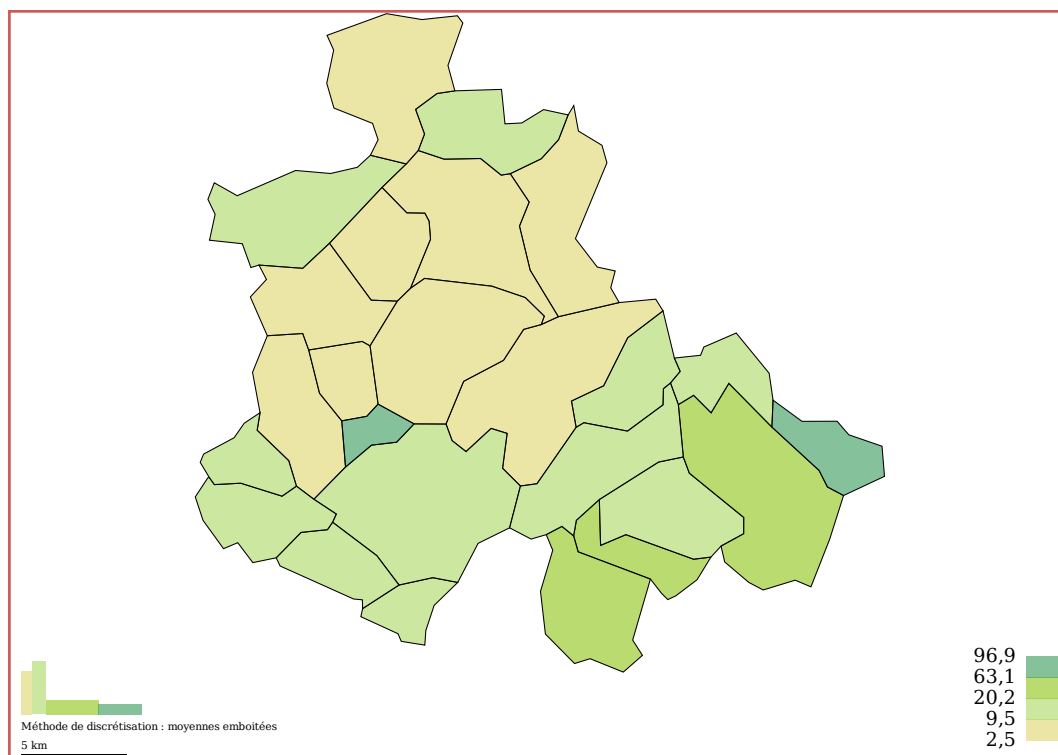 96,9
63,1
20,2
9,5
2,5
Méthode de discrétisation : moyennes emboitées
5 km